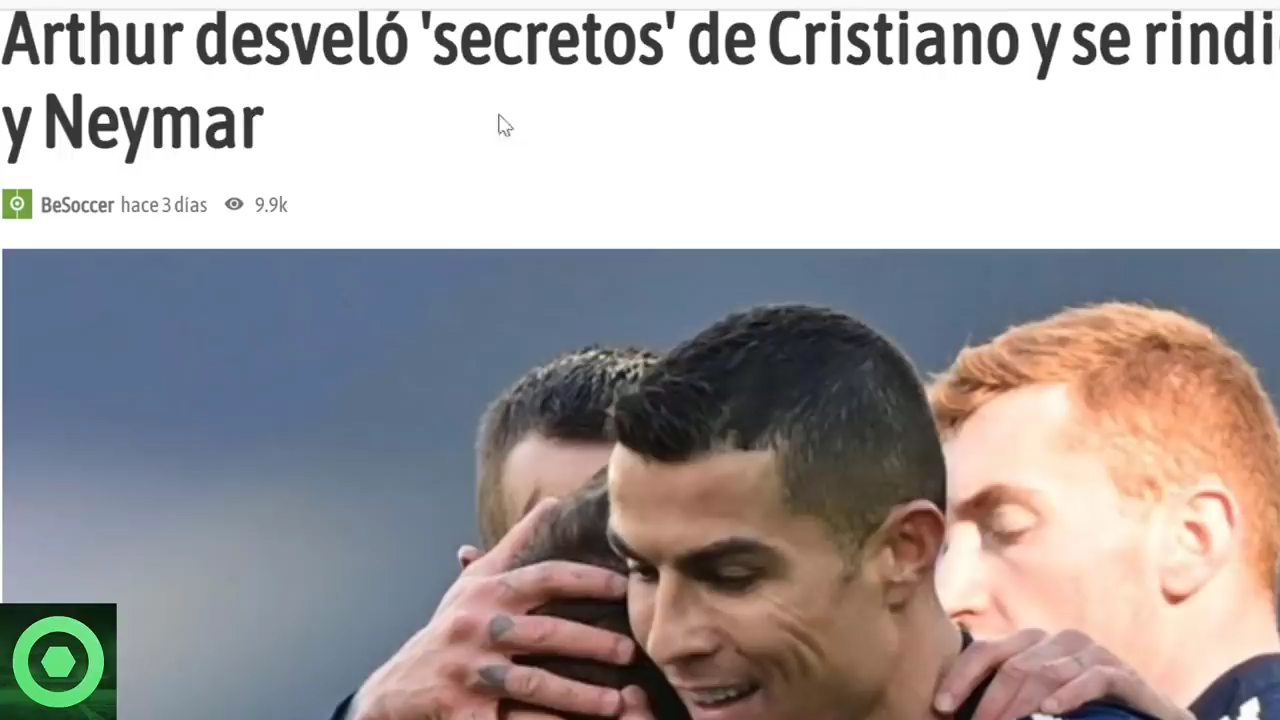 Arthur desveló 'secretos' de Cristiano y se rindi
y Neymar
BeSoccer hace 3 días 9.9k